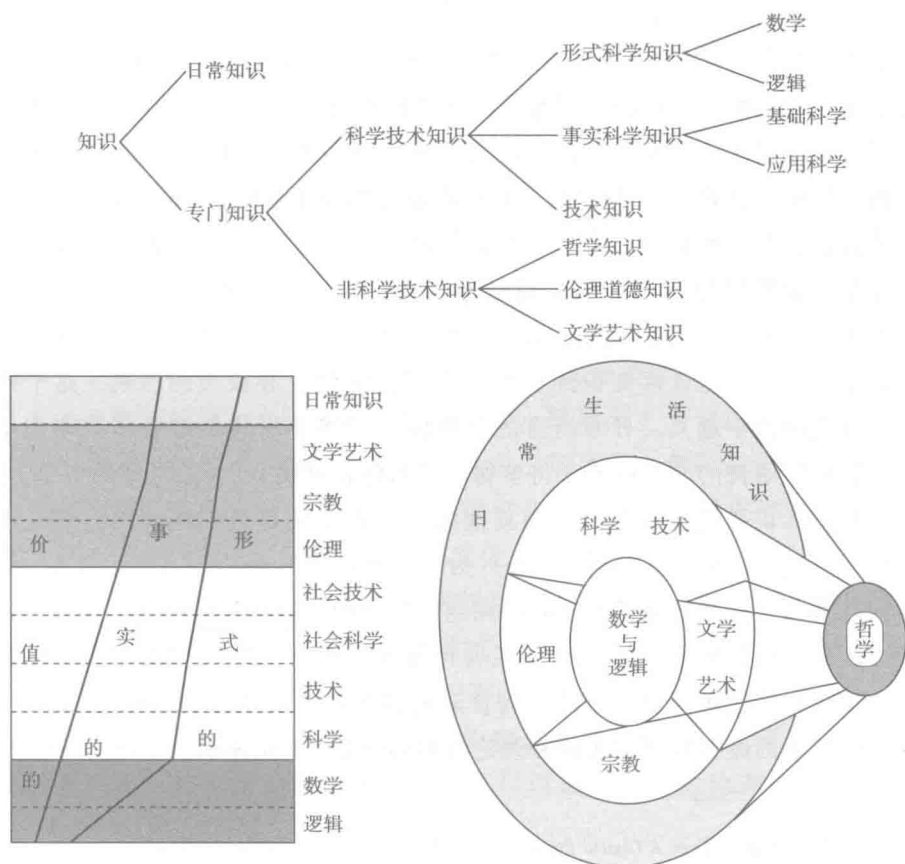 数学
形式科学知识
日常知识
逻辑
知识
科学技术知识
事实科学知识
基础科学
应用科学
专门知识
技术知识
哲学知识
非科学技术知识
伦理道德知识
文学艺术知识
日常知识
文学艺术
宗教
价 事 形
伦理
社会技术
值 实 式
社会科学
技术
的 的 的
科学
数学
逻辑
日常生活知识
科学 技术
数学
与
逻辑
伦理
文学
艺术
宗教
哲学